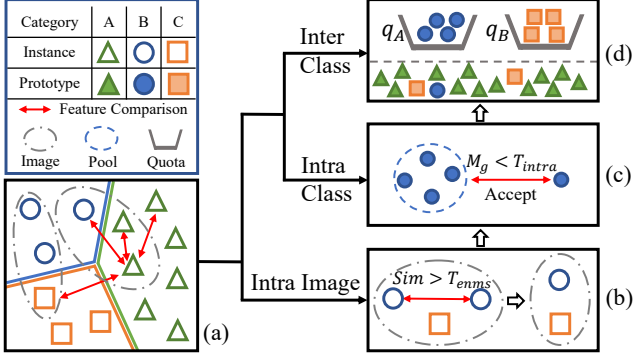 Category A B C
Instance
Prototype
Feature Comparison
Image Pool Quota
(a)
Inter
Class
Intra
Class
Intra Image
q_A q_B
(d)
M_g < T_intra
Accept
(c)
Sim > T_enms
(b)